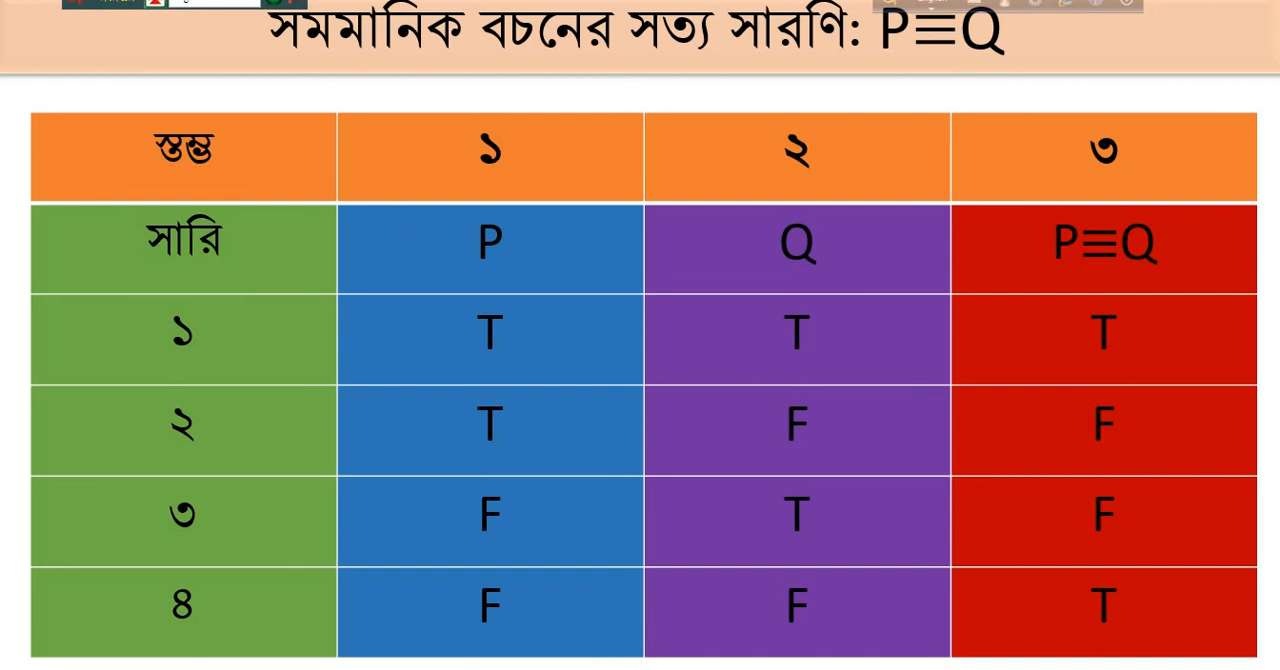 সমমানিক বচনের সত্য সারণি: P≡Q
স্তম্ভ ১ ২ ৩
সারি P Q P≡Q
১ T T T
২ T F F
৩ F T F
৪ F F T